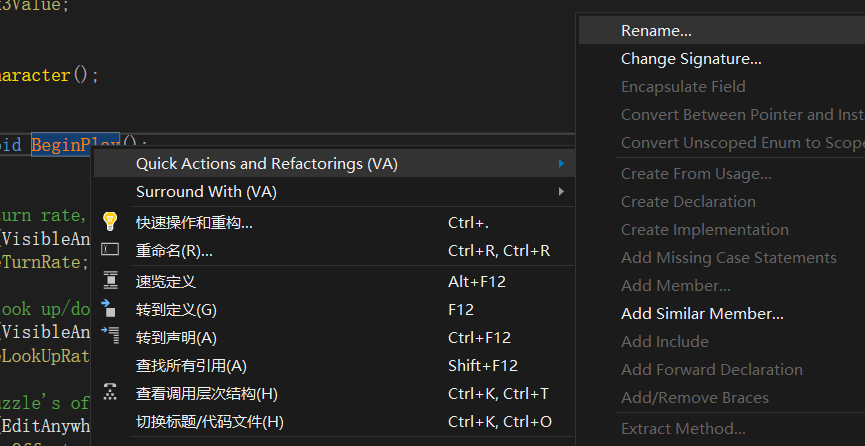 3Value;
aracter();
id BeginPlay();
Quick Actions and Refactorings (VA)
Surround With (VA)
快速操作和重构... Ctrl+.
重命名(R)... Ctrl+R, Ctrl+R
速览定义 Alt+F12
转到定义(G) F12
转到声明(A) Ctrl+F12
查找所有引用(A) Shift+F12
查看调用层次结构(H) Ctrl+K, Ctrl+T
切换标题/代码文件(H) Ctrl+K, Ctrl+O
Rename...
Change Signature...
Encapsulate Field
Convert Between Pointer and Inst
Convert Unscoped Enum to Scope
Create From Usage...
Create Declaration
Create Implementation
Add Missing Case Statements
Add Member...
Add Similar Member...
Add Include
Add Forward Declaration
Add/Remove Braces
Extract Method...
urn rate,
(VisibleAn
eTurnRate;
ook up/do
(VisibleAn
eLookUpRat
uzzle's of
(EditAnywh